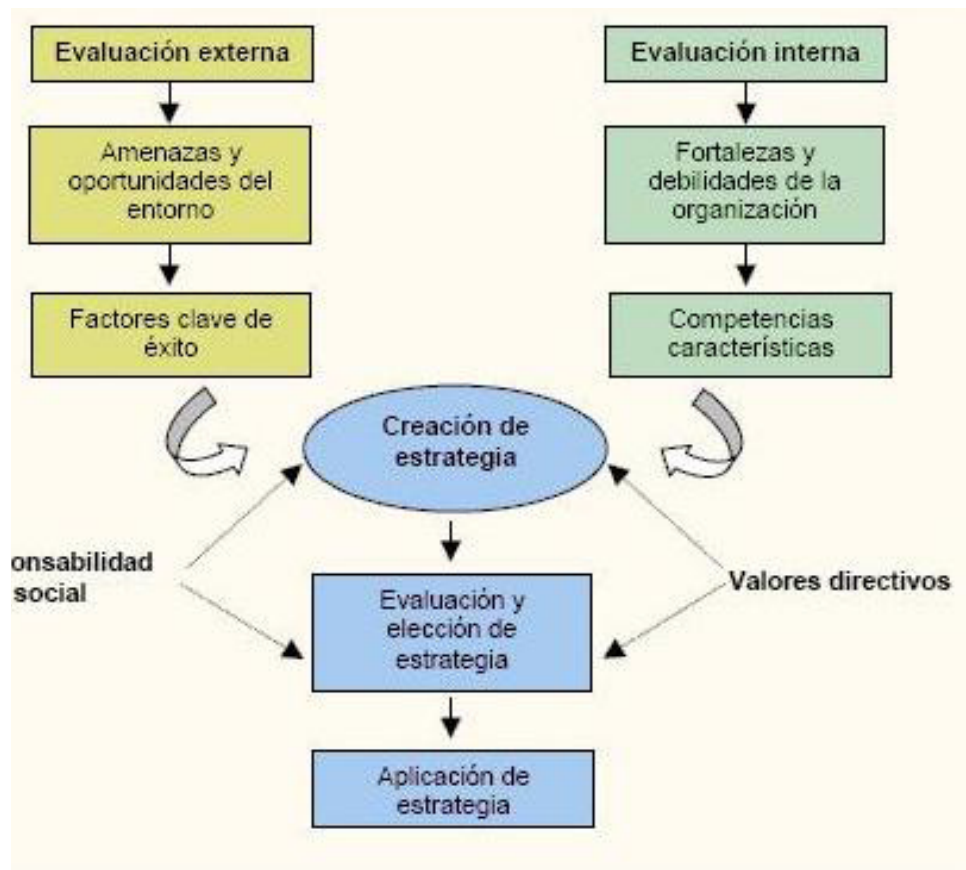 Evaluación externa
Evaluación interna
Amenazas y
oportunidades del
entorno
Fortalezas y
debilidades de la
organización
Factores clave de
éxito
Competencias
características
Creación de
estrategia
onsabilidad
social
Valores directivos
Evaluación y
elección de
estrategia
Aplicación de
estrategia